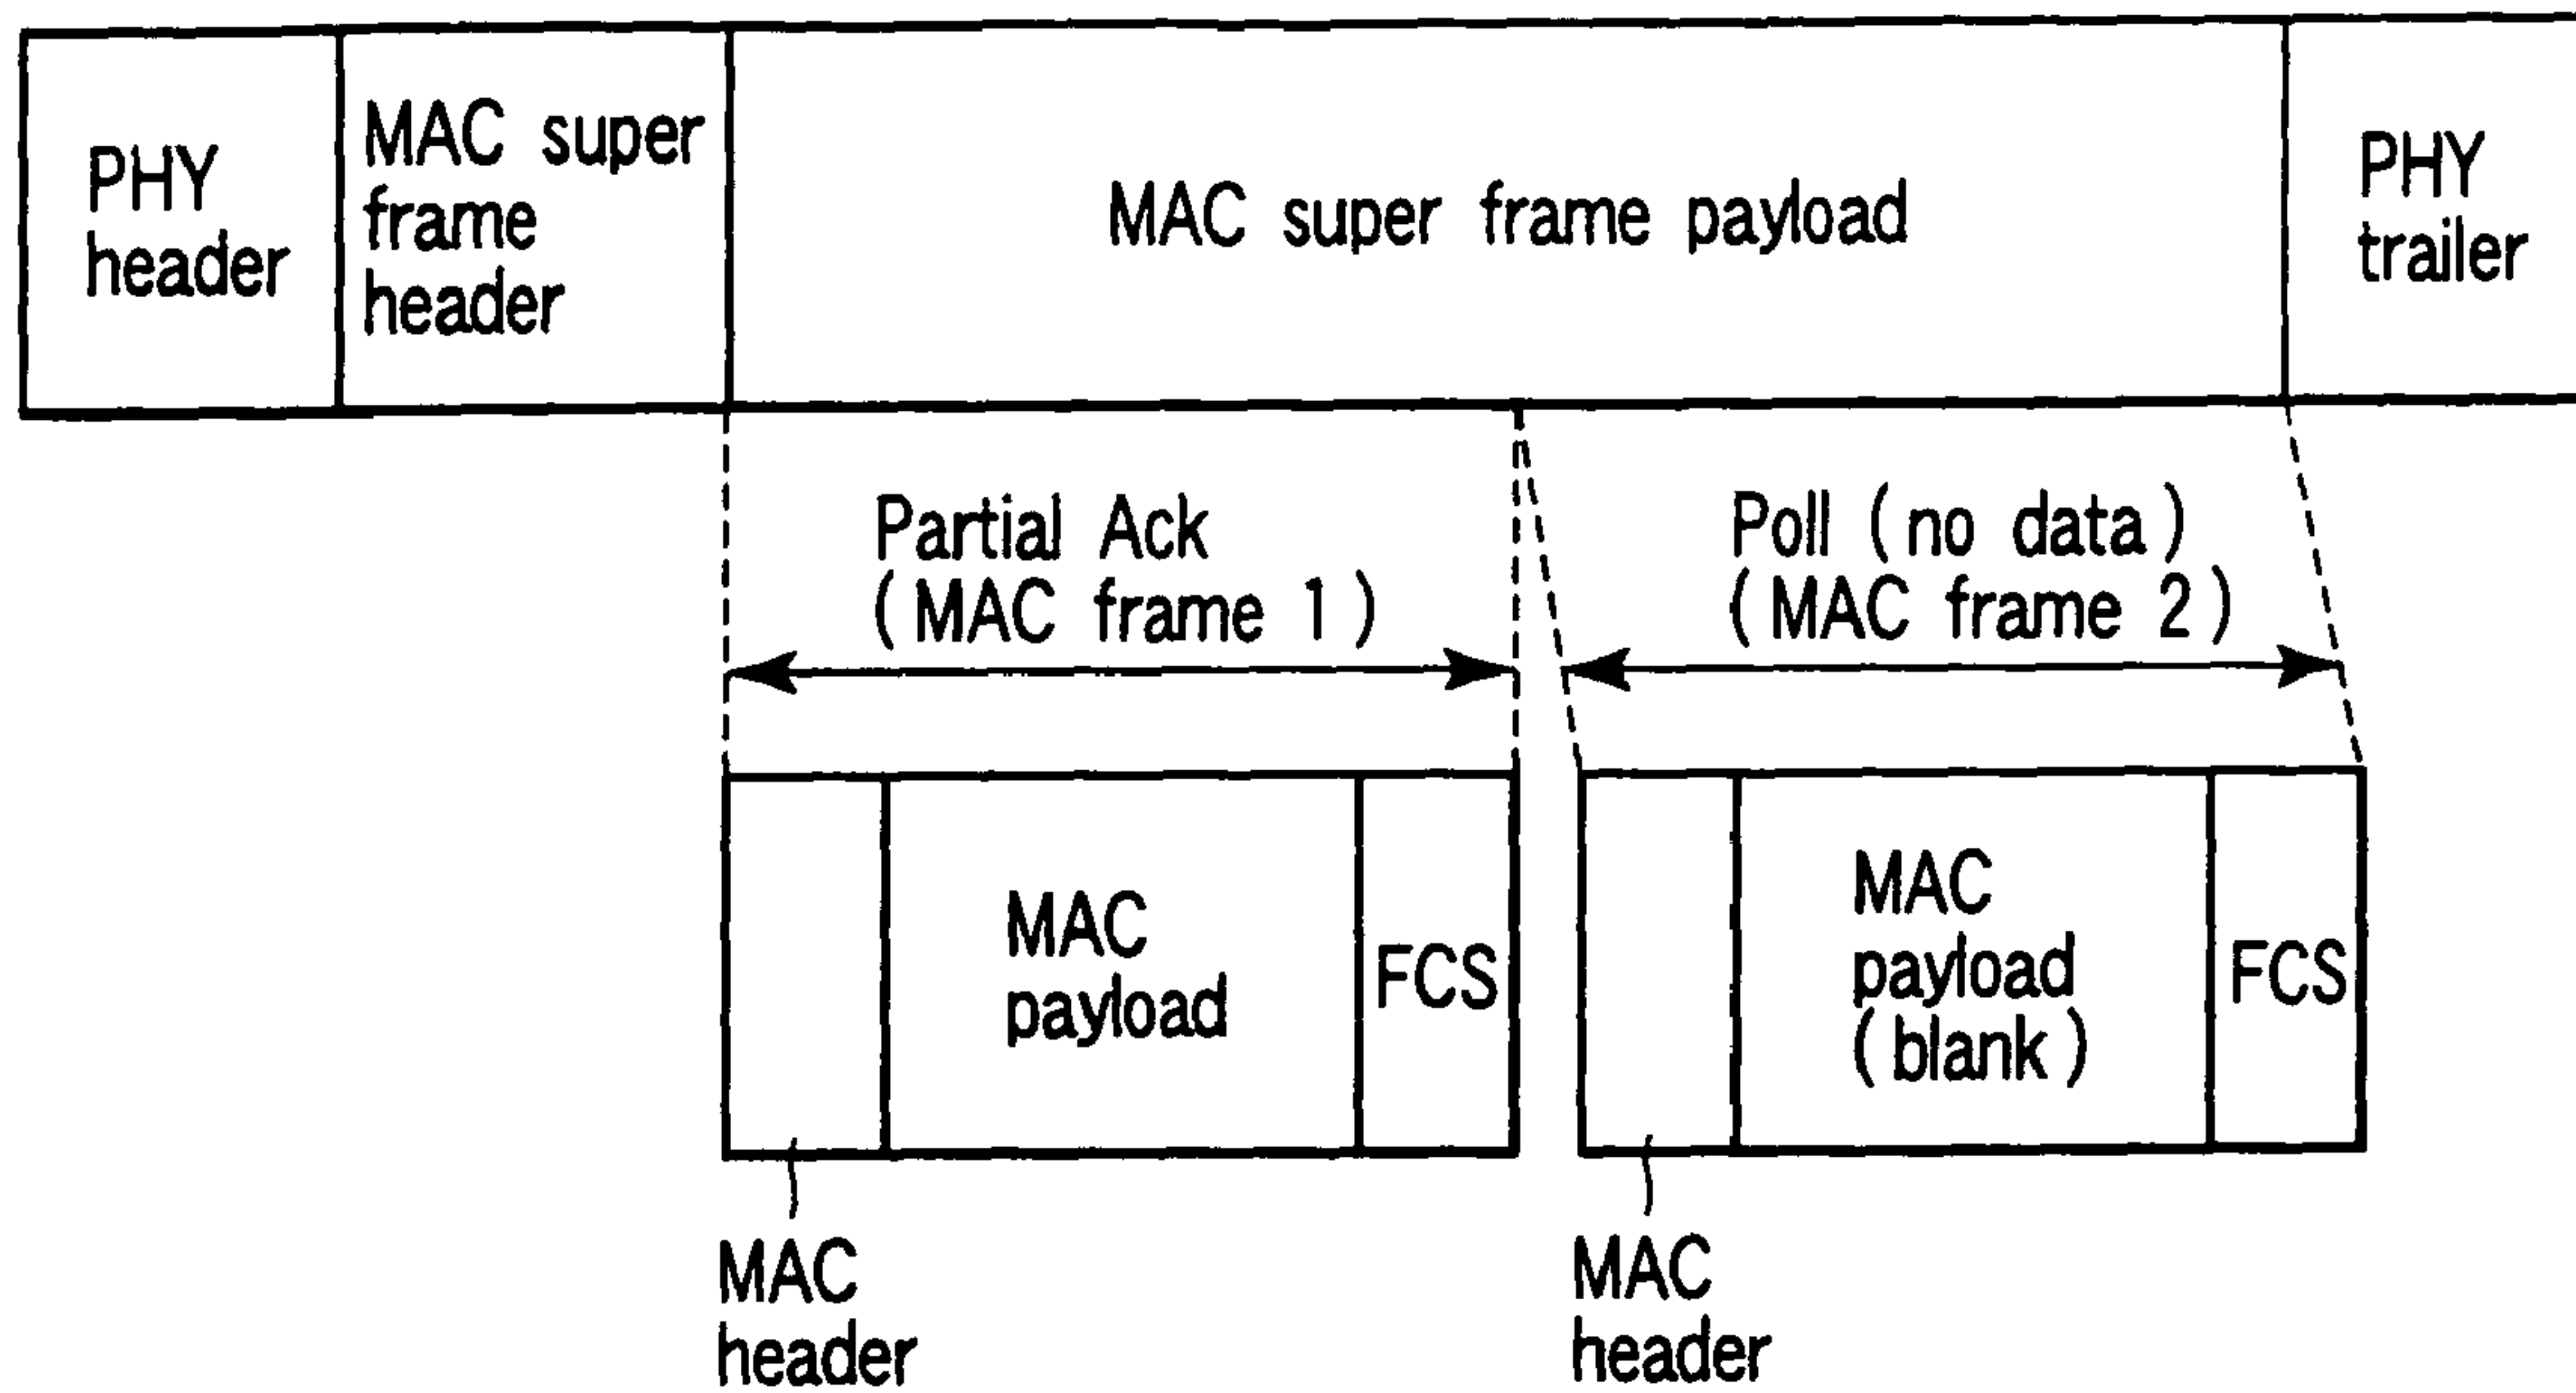 PHY
header
MAC super
frame
header
MAC super frame payload
PHY
trailer
Partial Ack
(MAC frame 1)
Poll (no data)
(MAC frame 2)
MAC
payload
FCS
MAC
payload
(blank)
FCS
MAC
header
MAC
header